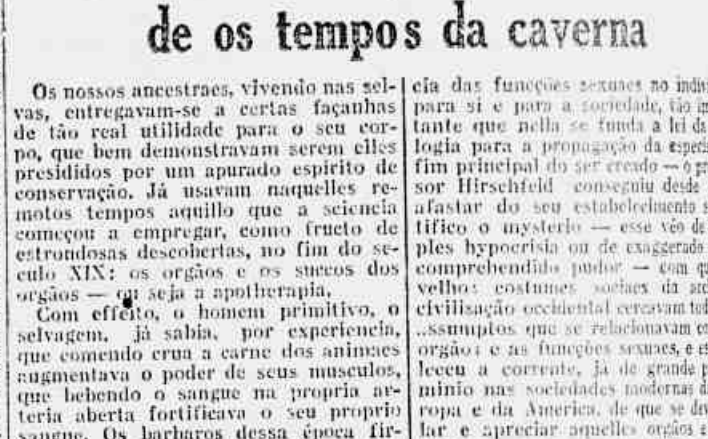 de os tempos da caverna
Os nossos ancestraes, vivendo nas sel-
vas, entregavam-se a certas façanhas
de tão real utilidade para o seu cor-
po, que bem demonstravam serem elles
presididos por um apurado espirito de
conservação. Já usavam naquelles re-
motos tempos aquillo que a sciencia
começou a empregar, como fructo de
estrondosas descobertas, no fim do se-
culo XIX: os orgãos e os succos dos
orgãos — ou seja a apotherapia.
Com effeito, o homem primitivo, o
selvagem, já sabia, por experiencia,
que comendo crua a carne dos animaes
augmentava o poder de seus musculos,
que bebendo o sangue na propria ar-
teria aberta fortificava o seu proprio
sangue. Os barbaros dessa época fir-
cia das funcções sexuaes no indi
para si e para a sociedade, tão im
tante que nella se funda a lei da
logia para a propagação da especi
fim principal do ser creado — o pr
sor Hirschfeld conseguiu desde
afastar do seu estabelecimento s
tifico o mysterio — esse véo de
ples hypocrisia ou de exaggerado
comprehendido pudor — com q
velhos costumes sociaes da
civilisação occidental cercavam tod
ssumptos que se relacionavam co
orgãos e as funcções sexuaes, e es
leceu a corrente, já de grande p
minio nas sociedades modernas da
ropa e da America, de que se dev
lar e apreciar aquelles orgãos e